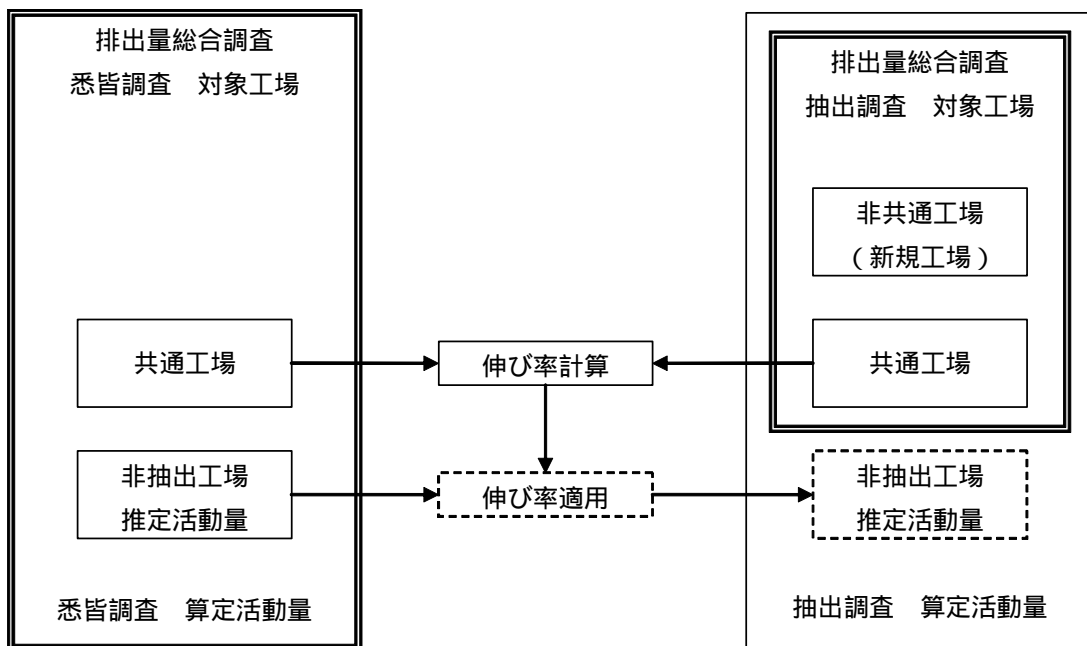 排出量総合調査
悉皆調査　対象工場
共通工場
非抽出工場
推定活動量
悉皆調査　算定活動量
伸び率計算
伸び率適用
排出量総合調査
抽出調査　対象工場
非共通工場
（新規工場）
共通工場
非抽出工場
推定活動量
抽出調査　算定活動量